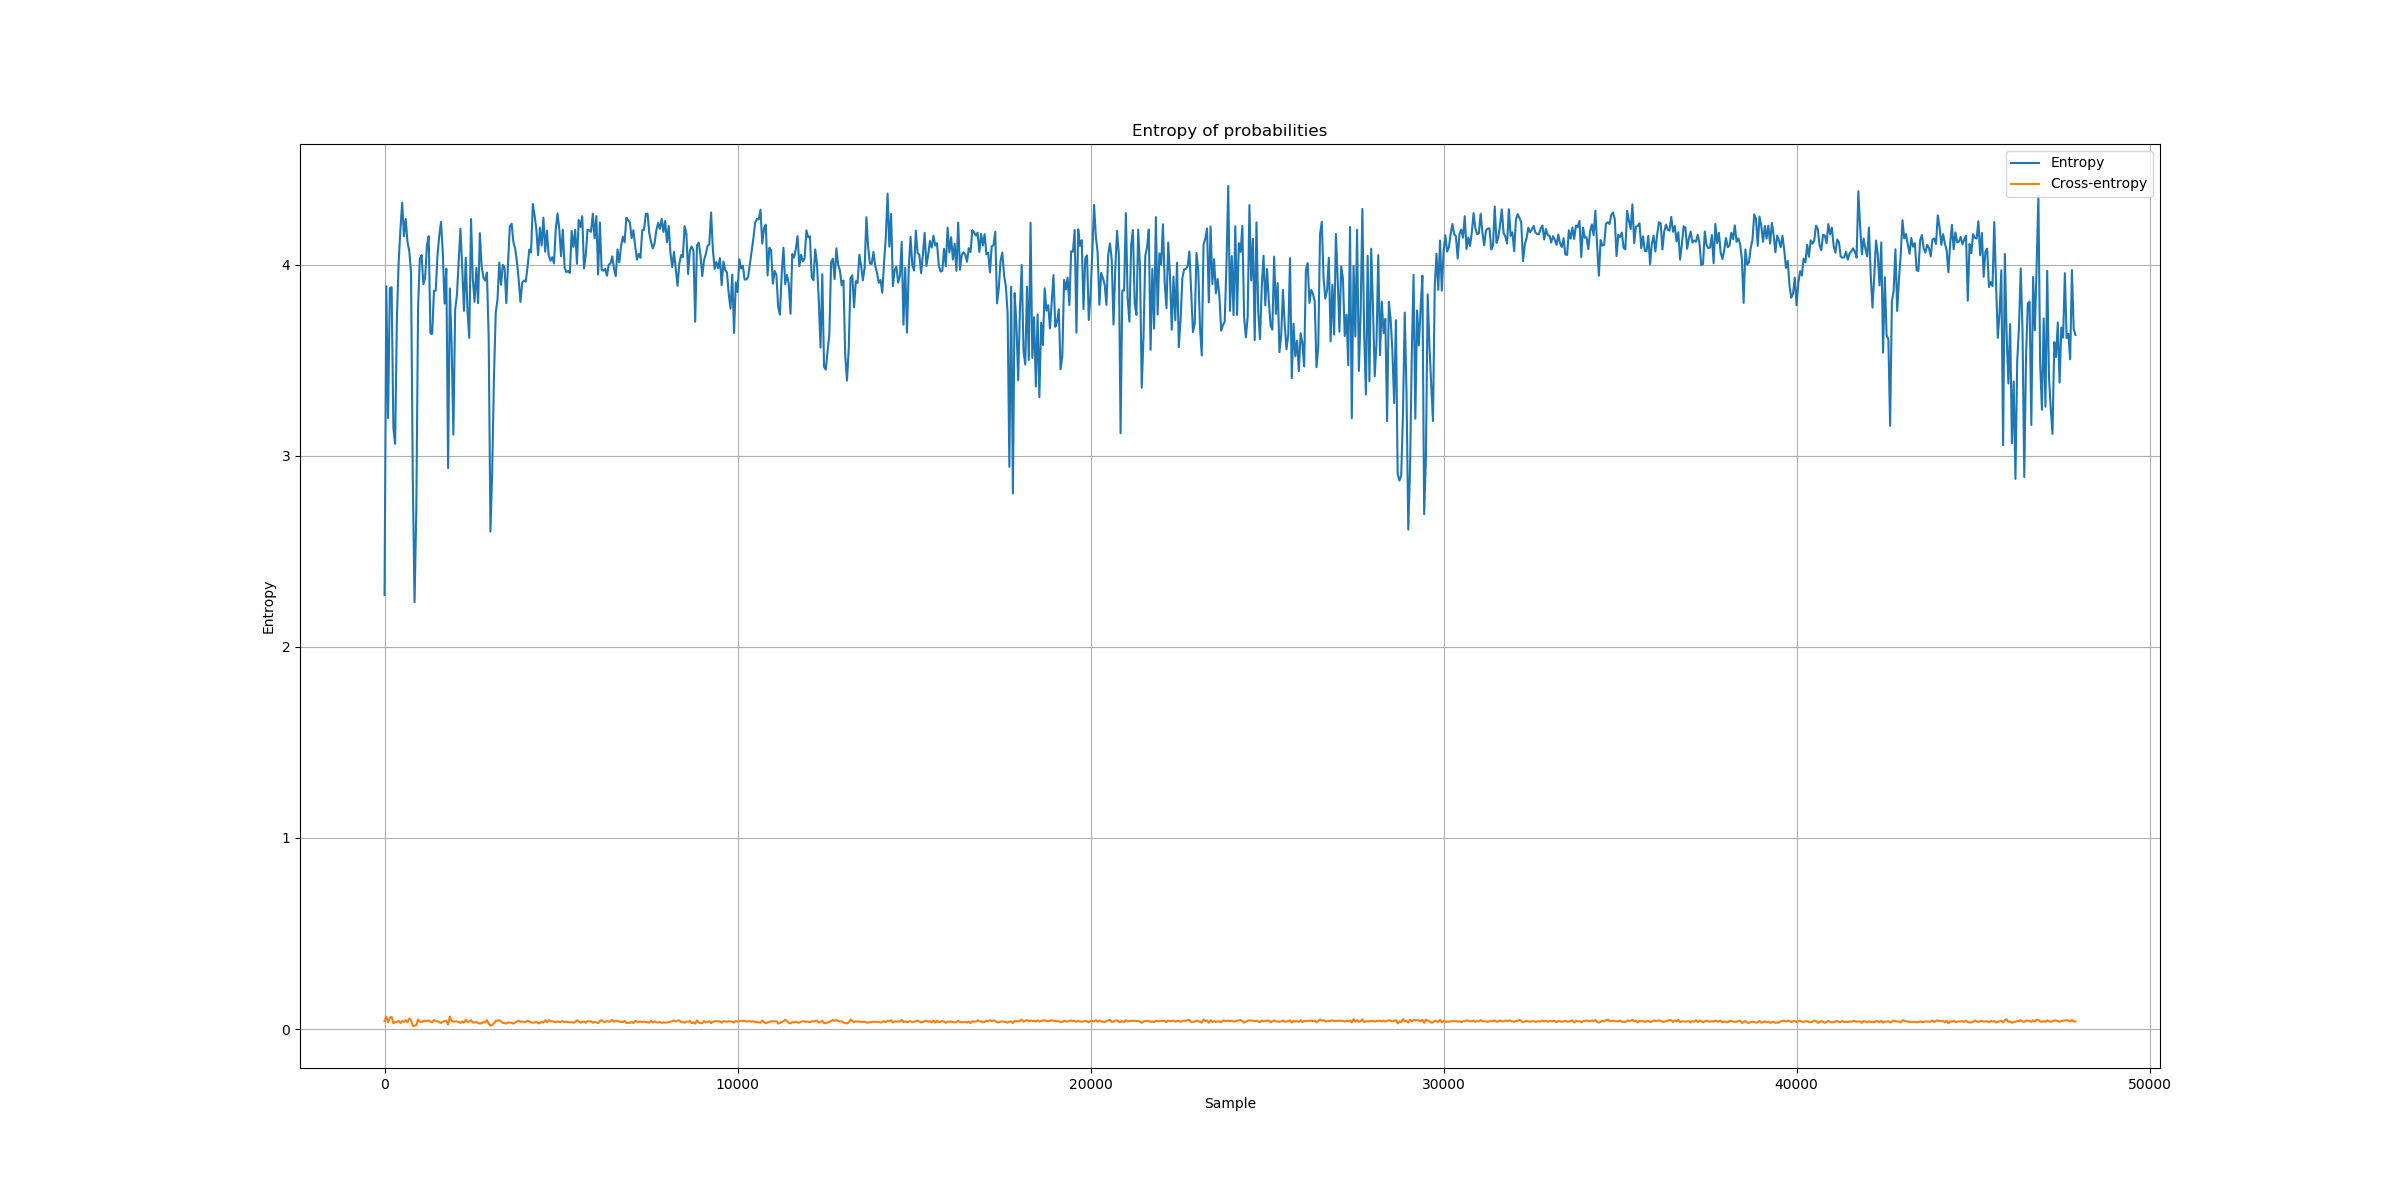 Entropy of probabilities
Entropy
Cross-entropy
4
3
2
1
0
Entropy
0 10000 20000 30000 40000 50000
Sample